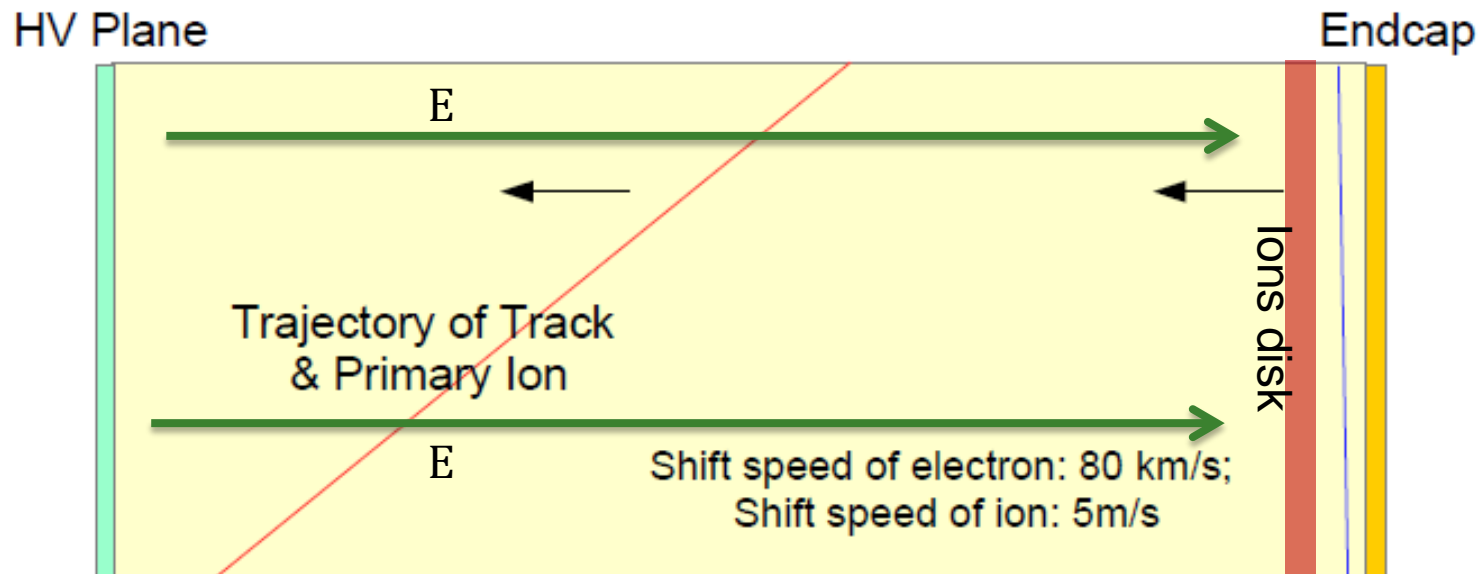 HV Plane
Endcap
E
Trajectory of Track
& Primary Ion
Ions disk
E
Shift speed of electron: 80 km/s;
Shift speed of ion: 5m/s